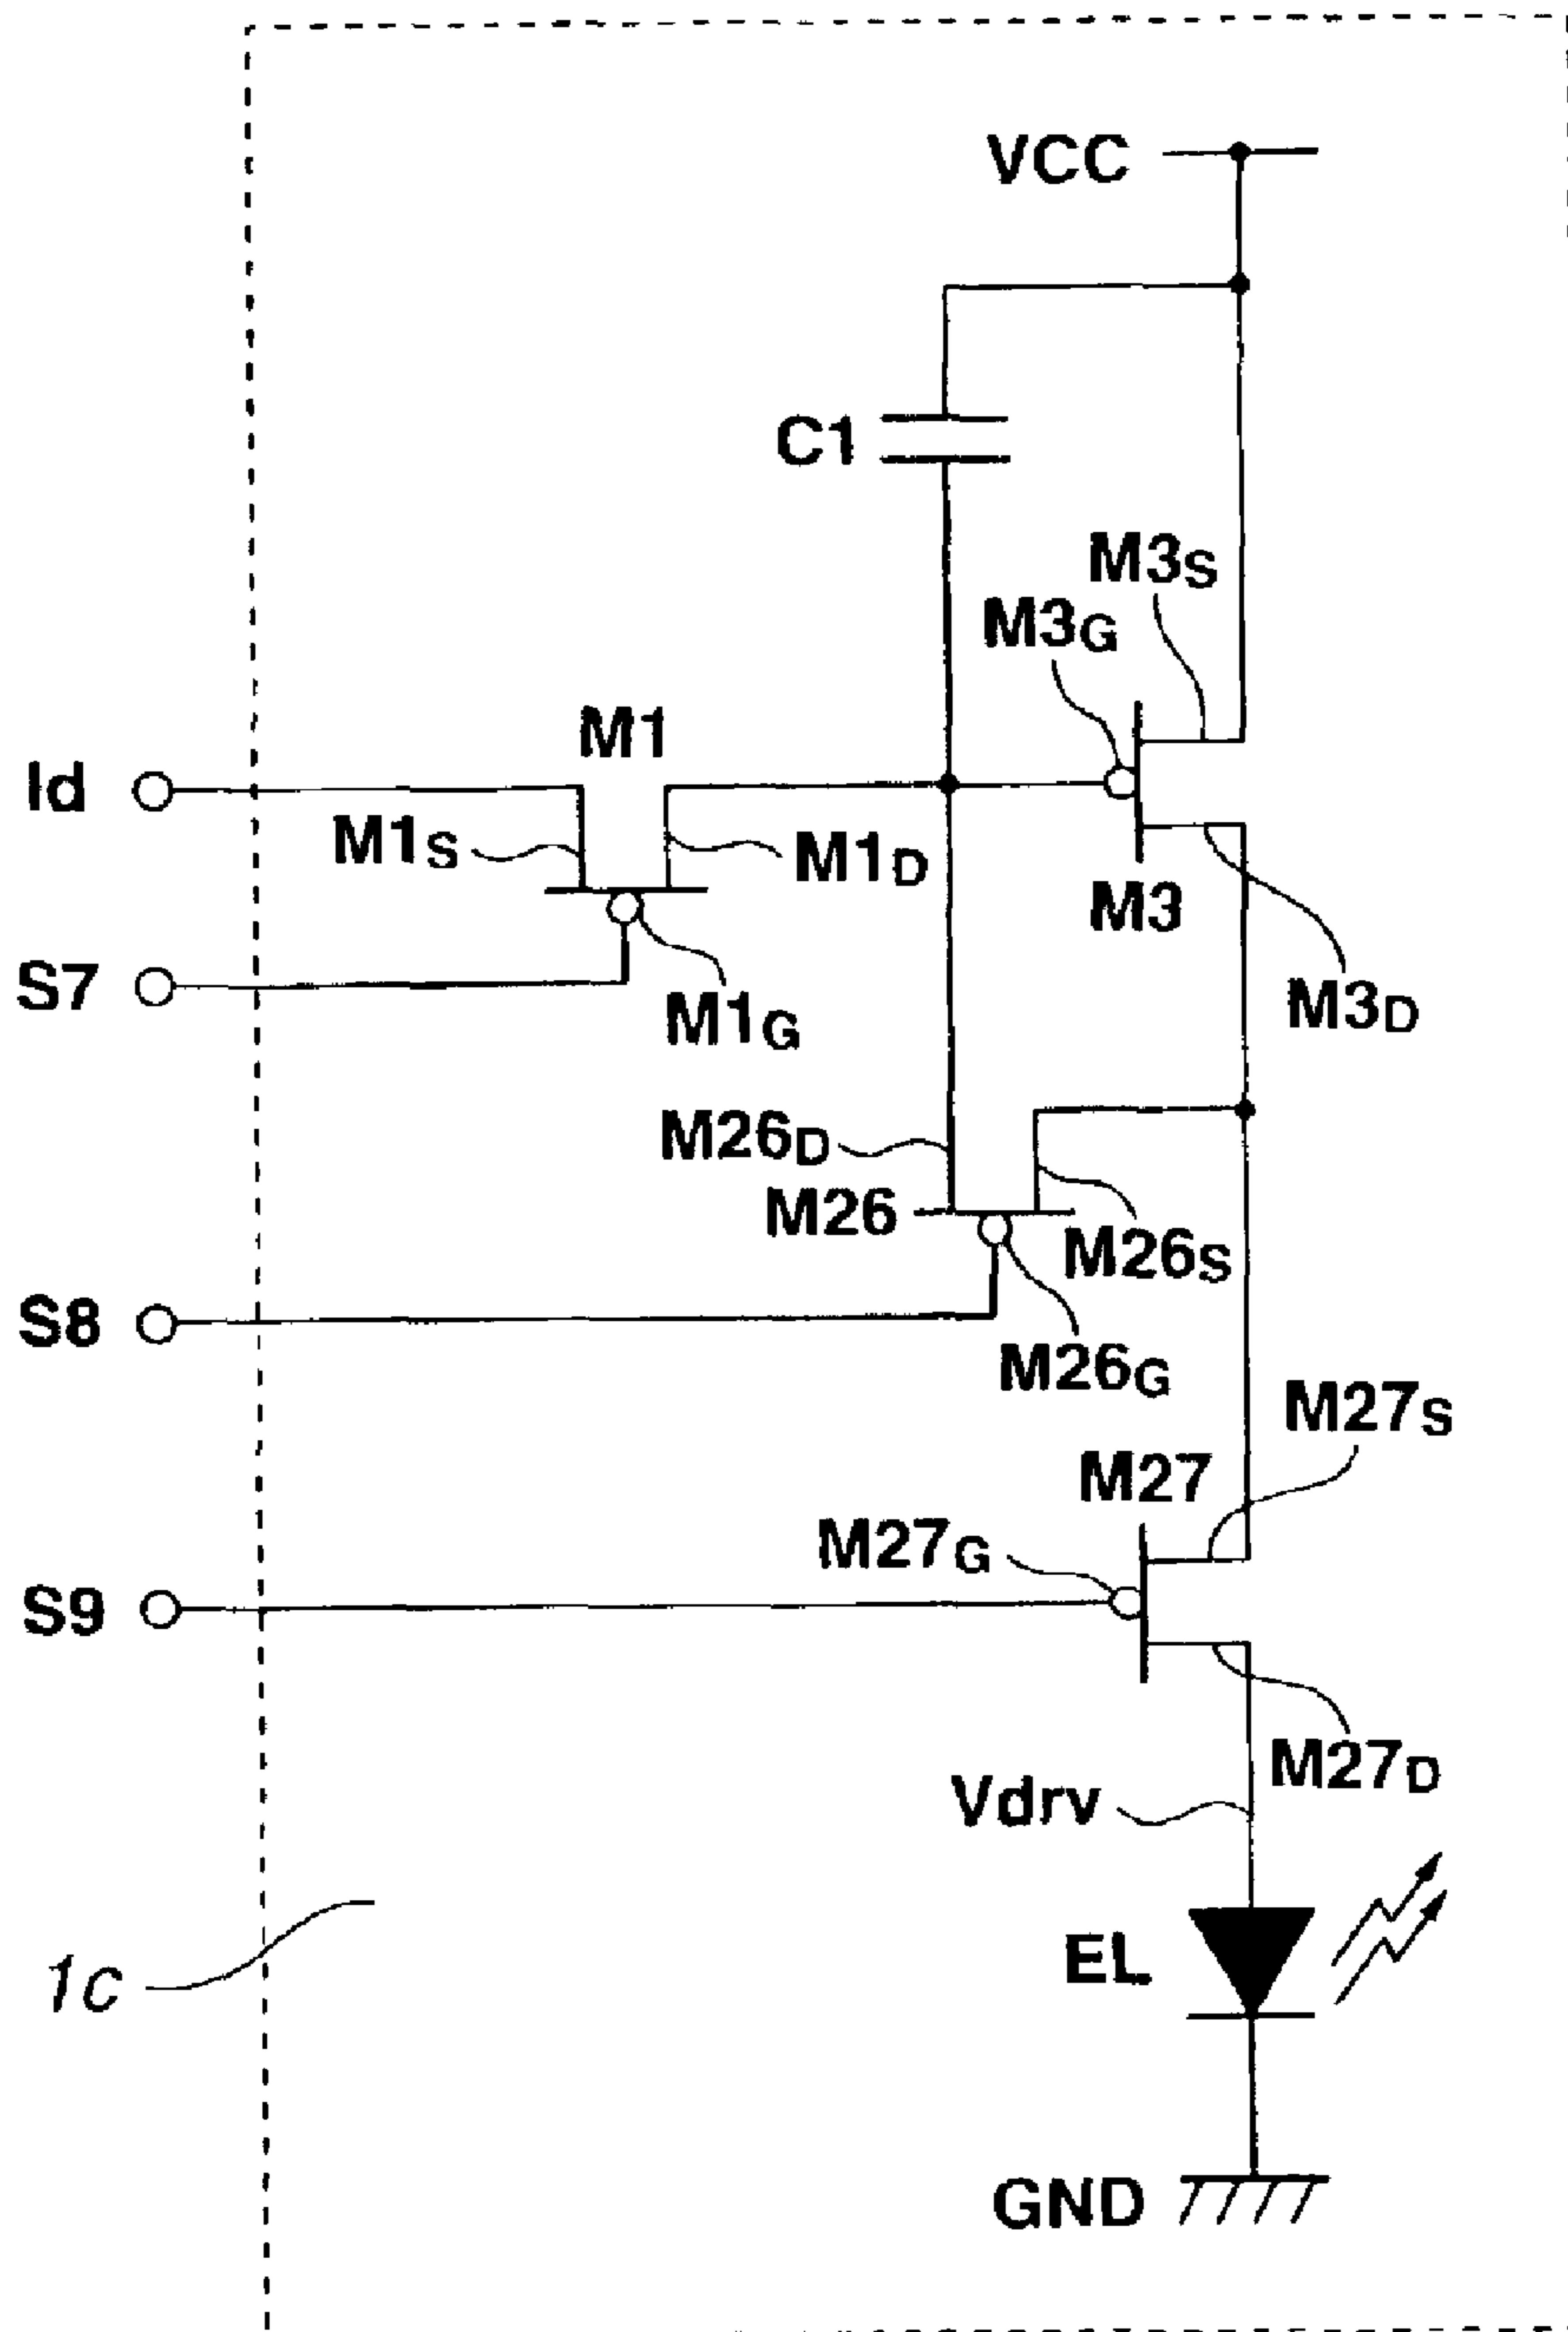 VCC
C1
M3S
M3G
M1
Id
M1S
M1D
M3
S7
M1G
M3D
M26D
M26
M26S
S8
M26G
M27S
M27
M27G
S9
M27D
Vdrv
EL
1C
GND